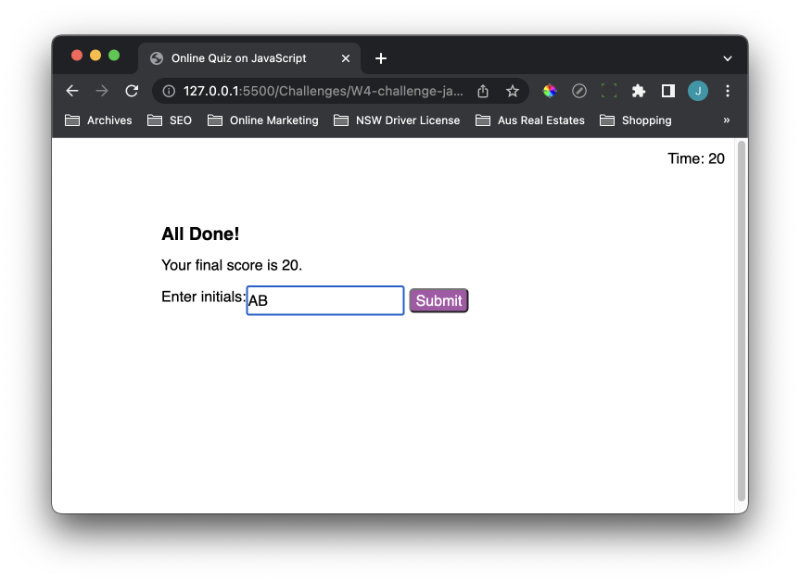 Online Quiz on JavaScript
127.0.0.1:5500/Challenges/W4-challenge-ja...
J
Archives SEO Online Marketing NSW Driver License Aus Real Estates Shopping »
Time: 20
All Done!
Your final score is 20.
Enter initials: AB Submit